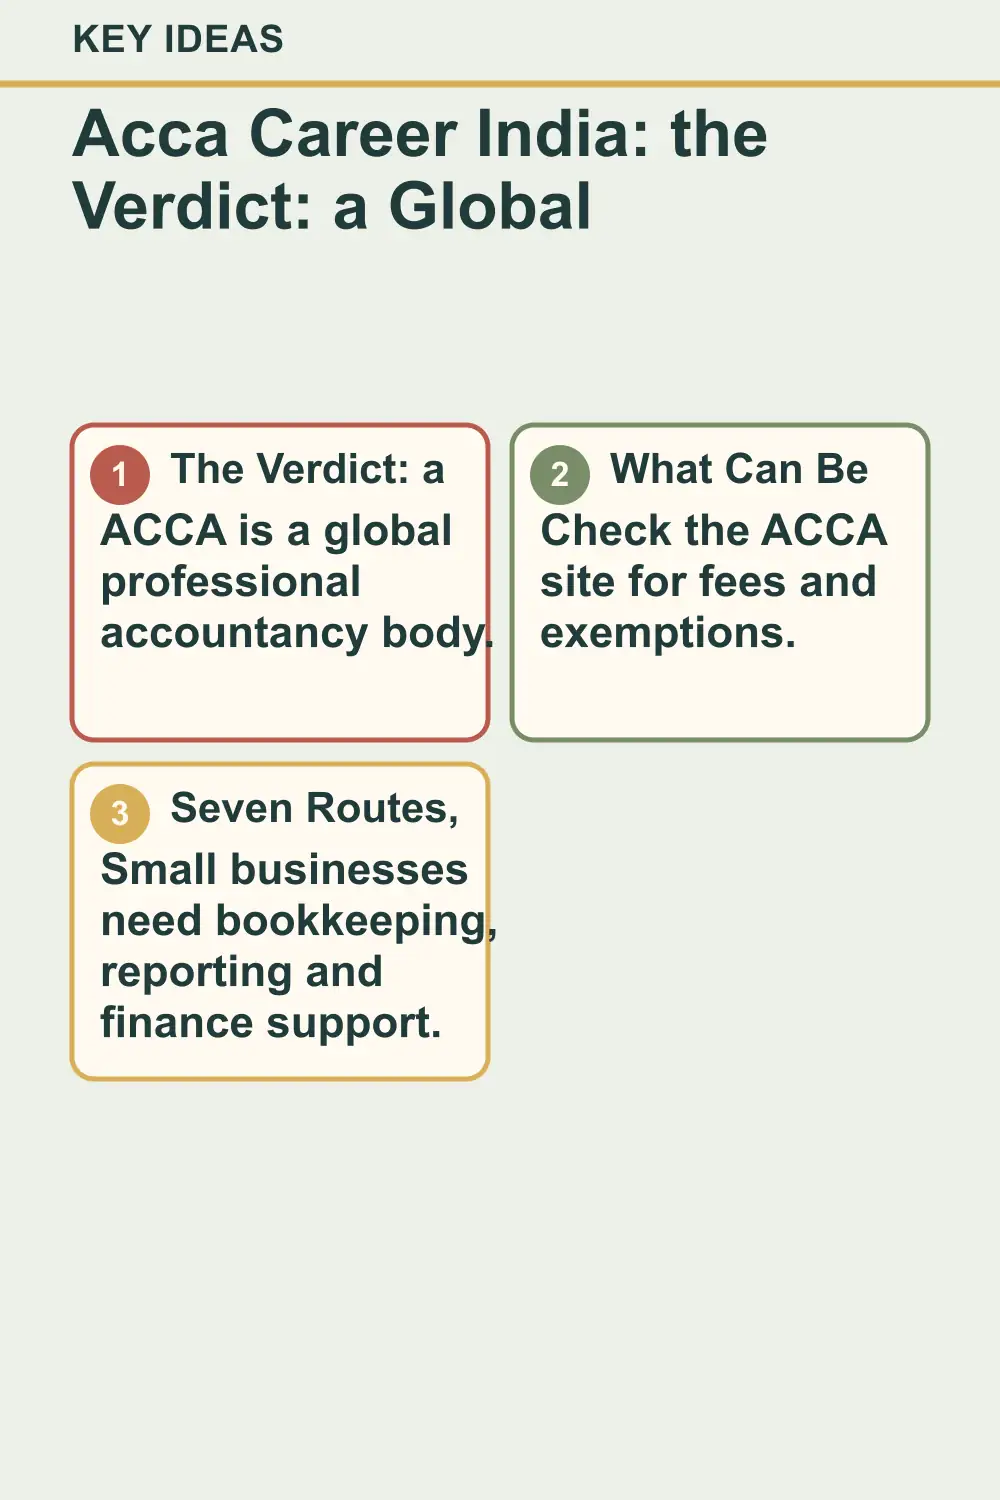 KEY IDEAS
Acca Career India: the
Verdict: a Global
1 The Verdict: a
ACCA is a global
professional
accountancy body.
2 What Can Be
Check the ACCA
site for fees and
exemptions.
3 Seven Routes,
Small businesses
need bookkeeping,
reporting and
finance support.